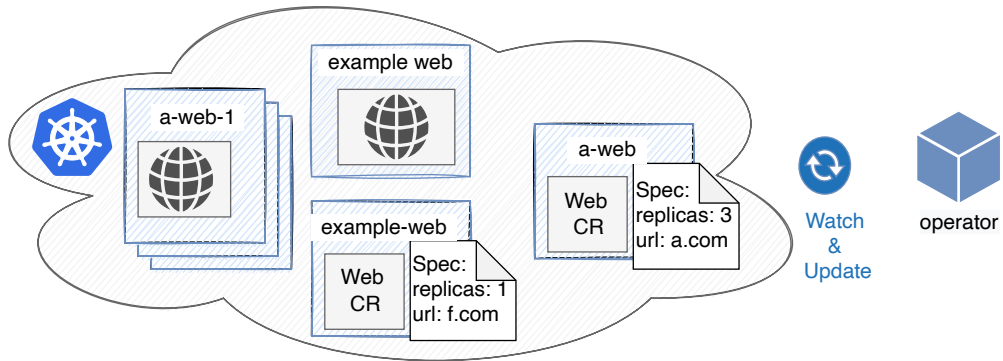 example web
a-web-1
a-web
Web
CR
Spec:
replicas: 3
url: a.com
example-web
Web
CR
Spec:
replicas: 1
url: f.com
Watch
&
Update
operator